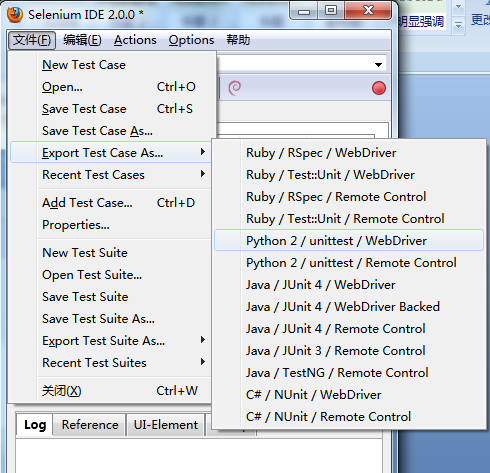 Selenium IDE 2.0.0 *
文件(F) 编辑(E) Actions Options 帮助
明显强调
更改
New Test Case
Open... Ctrl+O
Save Test Case Ctrl+S
Save Test Case As...
Export Test Case As...
Recent Test Cases
Add Test Case... Ctrl+D
Properties...
New Test Suite
Open Test Suite...
Save Test Suite
Save Test Suite As...
Export Test Suite As...
Recent Test Suites
关闭(X) Ctrl+W
Ruby / RSpec / WebDriver
Ruby / Test::Unit / WebDriver
Ruby / RSpec / Remote Control
Ruby / Test::Unit / Remote Control
Python 2 / unittest / WebDriver
Python 2 / unittest / Remote Control
Java / JUnit 4 / WebDriver
Java / JUnit 4 / WebDriver Backed
Java / JUnit 4 / Remote Control
Java / JUnit 3 / Remote Control
Java / TestNG / Remote Control
C# / NUnit / WebDriver
C# / NUnit / Remote Control
Log Reference UI-Element